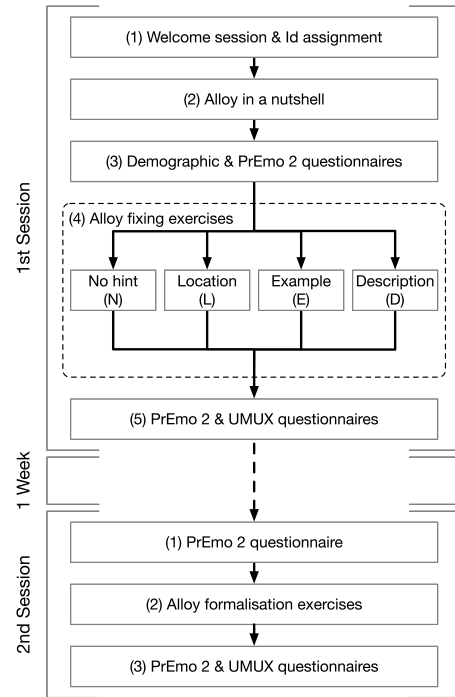 1st Session
(1) Welcome session & Id assignment
(2) Alloy in a nutshell
(3) Demographic & PrEmo 2 questionnaires
(4) Alloy fixing exercises
No hint
(N)
Location
(L)
Example
(E)
Description
(D)
(5) PrEmo 2 & UMUX questionnaires
1 Week
2nd Session
(1) PrEmo 2 questionnaire
(2) Alloy formalisation exercises
(3) PrEmo 2 & UMUX questionnaires